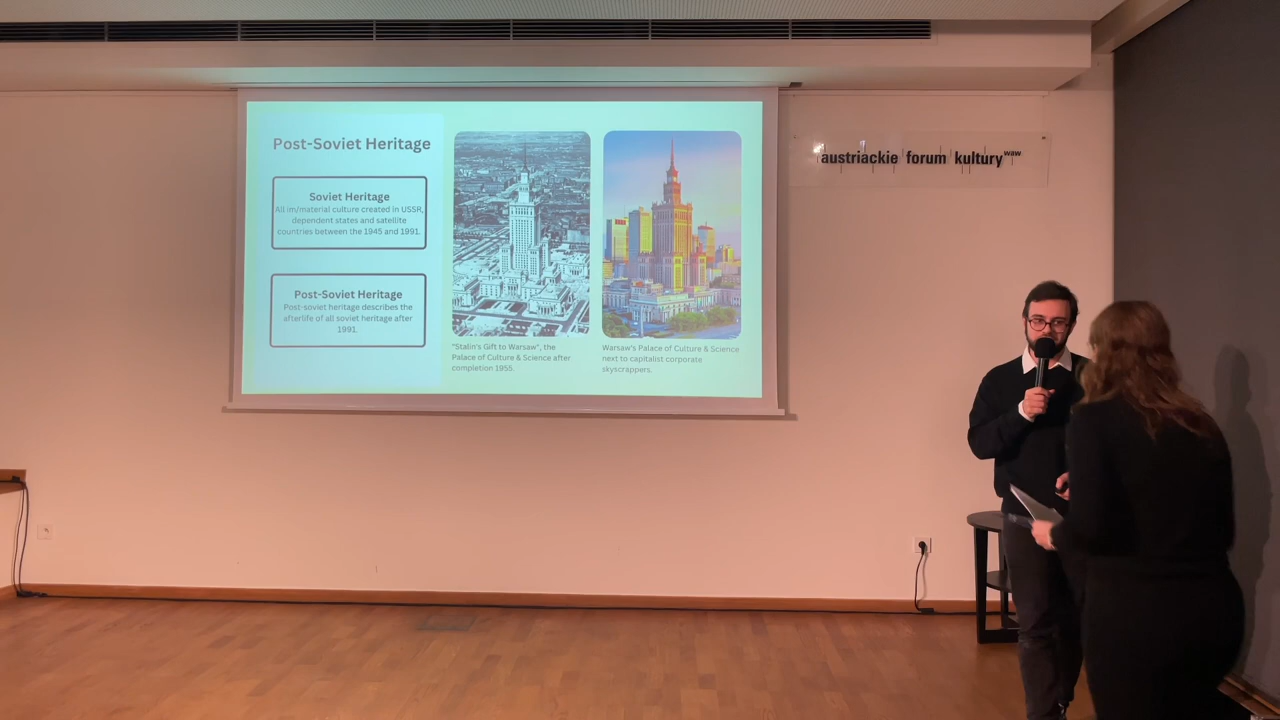 Post-Soviet Heritage
Soviet Heritage
All im/material culture created in USSR,
dependent states and satellite
countries between the 1945 and 1991.
Post-Soviet Heritage
Post-soviet heritage describes the
afterlife of all soviet heritage after
1991.
"Stalin's Gift to Warsaw", the
Palace of Culture & Science after
completion 1955.
Warsaw's Palace of Culture & Science
next to capitalist corporate
skyscrappers.
austriackie forum kultury waw